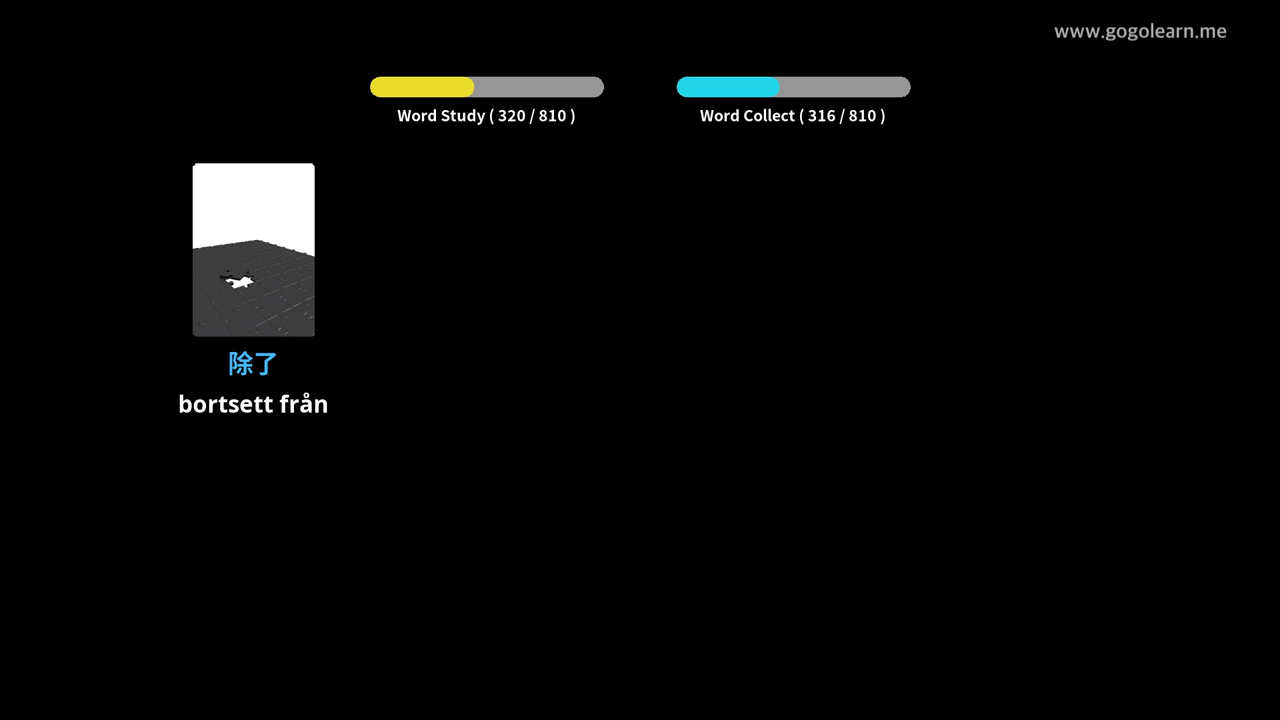 www.gogolearn.me
Word Study ( 320 / 810 )
Word Collect ( 316 / 810 )
除了
bortsett från